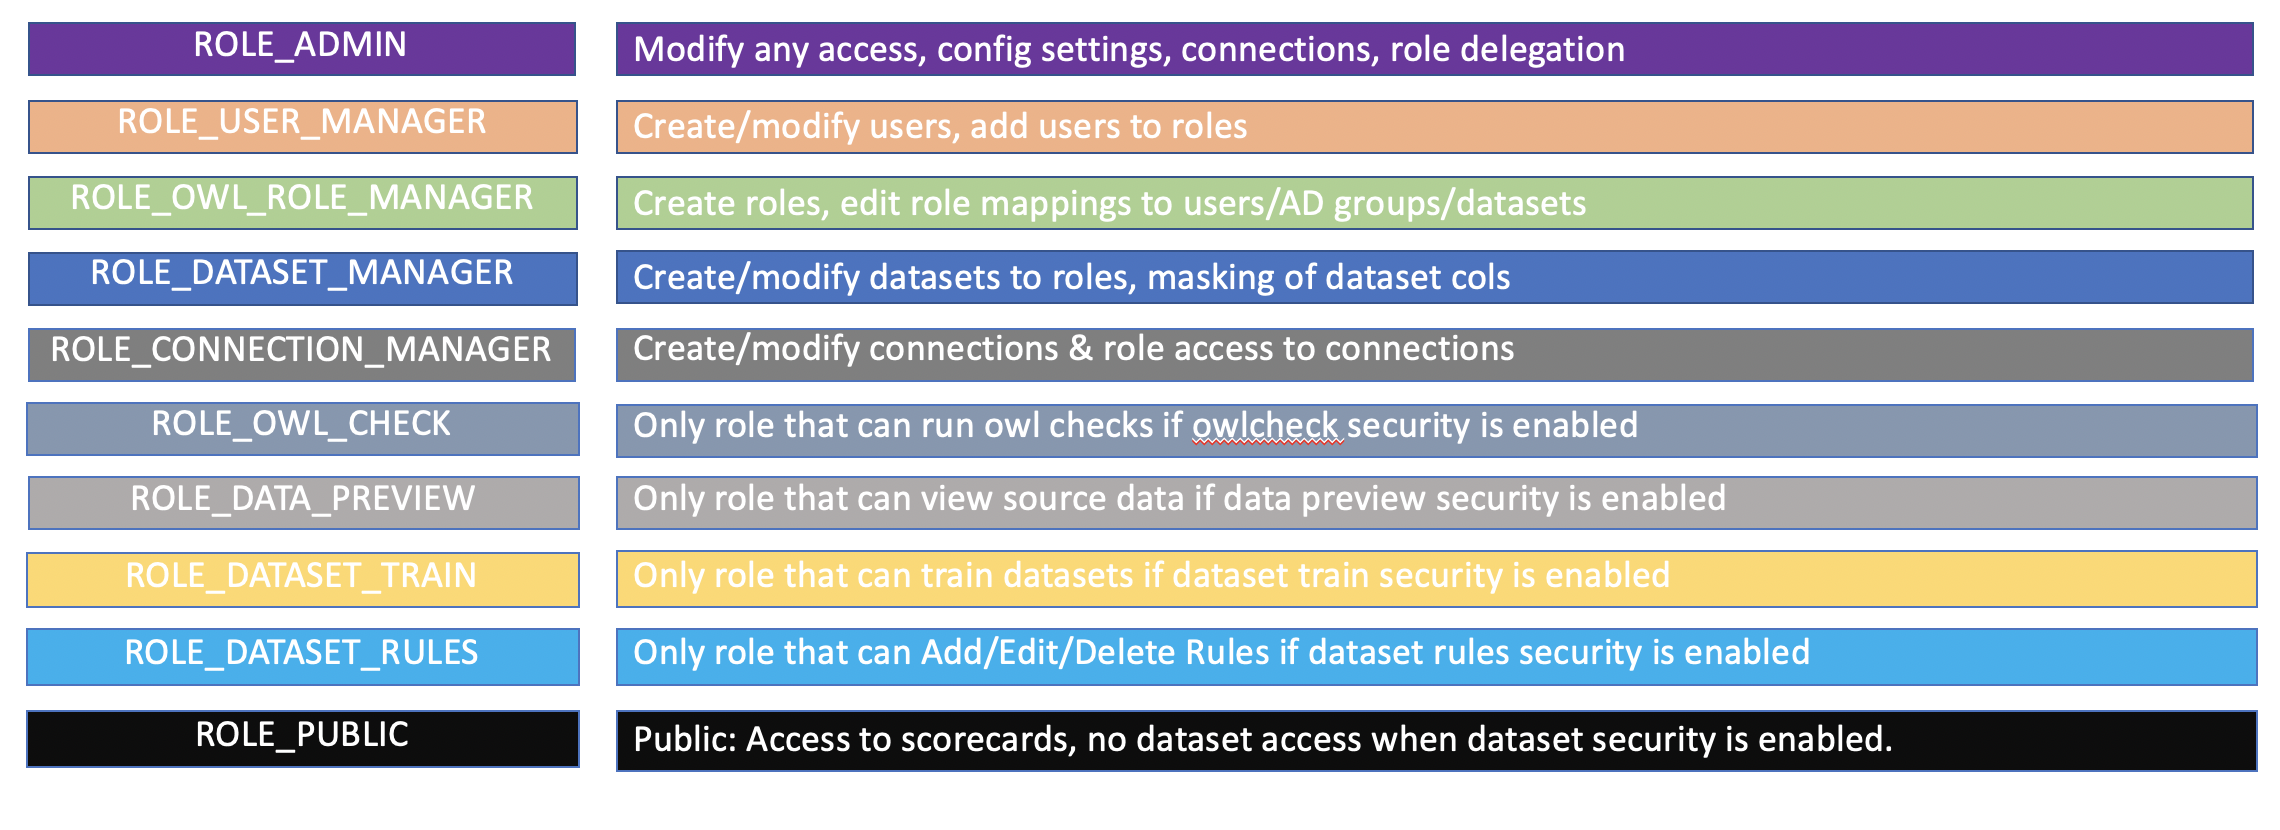 ROLE_ADMIN
Modify any access, config settings, connections, role delegation
ROLE_USER_MANAGER
Create/modify users, add users to roles
ROLE_OWL_ROLE_MANAGER
Create roles, edit role mappings to users/AD groups/datasets
ROLE_DATASET_MANAGER
Create/modify datasets to roles, masking of dataset cols
ROLE_CONNECTION_MANAGER
Create/modify connections & role access to connections
ROLE_OWL_CHECK
Only role that can run owl checks if owlcheck security is enabled
ROLE_DATA_PREVIEW
Only role that can view source data if data preview security is enabled
ROLE_DATASET_TRAIN
Only role that can train datasets if dataset train security is enabled
ROLE_DATASET_RULES
Only role that can Add/Edit/Delete Rules if dataset rules security is enabled
ROLE_PUBLIC
Public: Access to scorecards, no dataset access when dataset security is enabled.